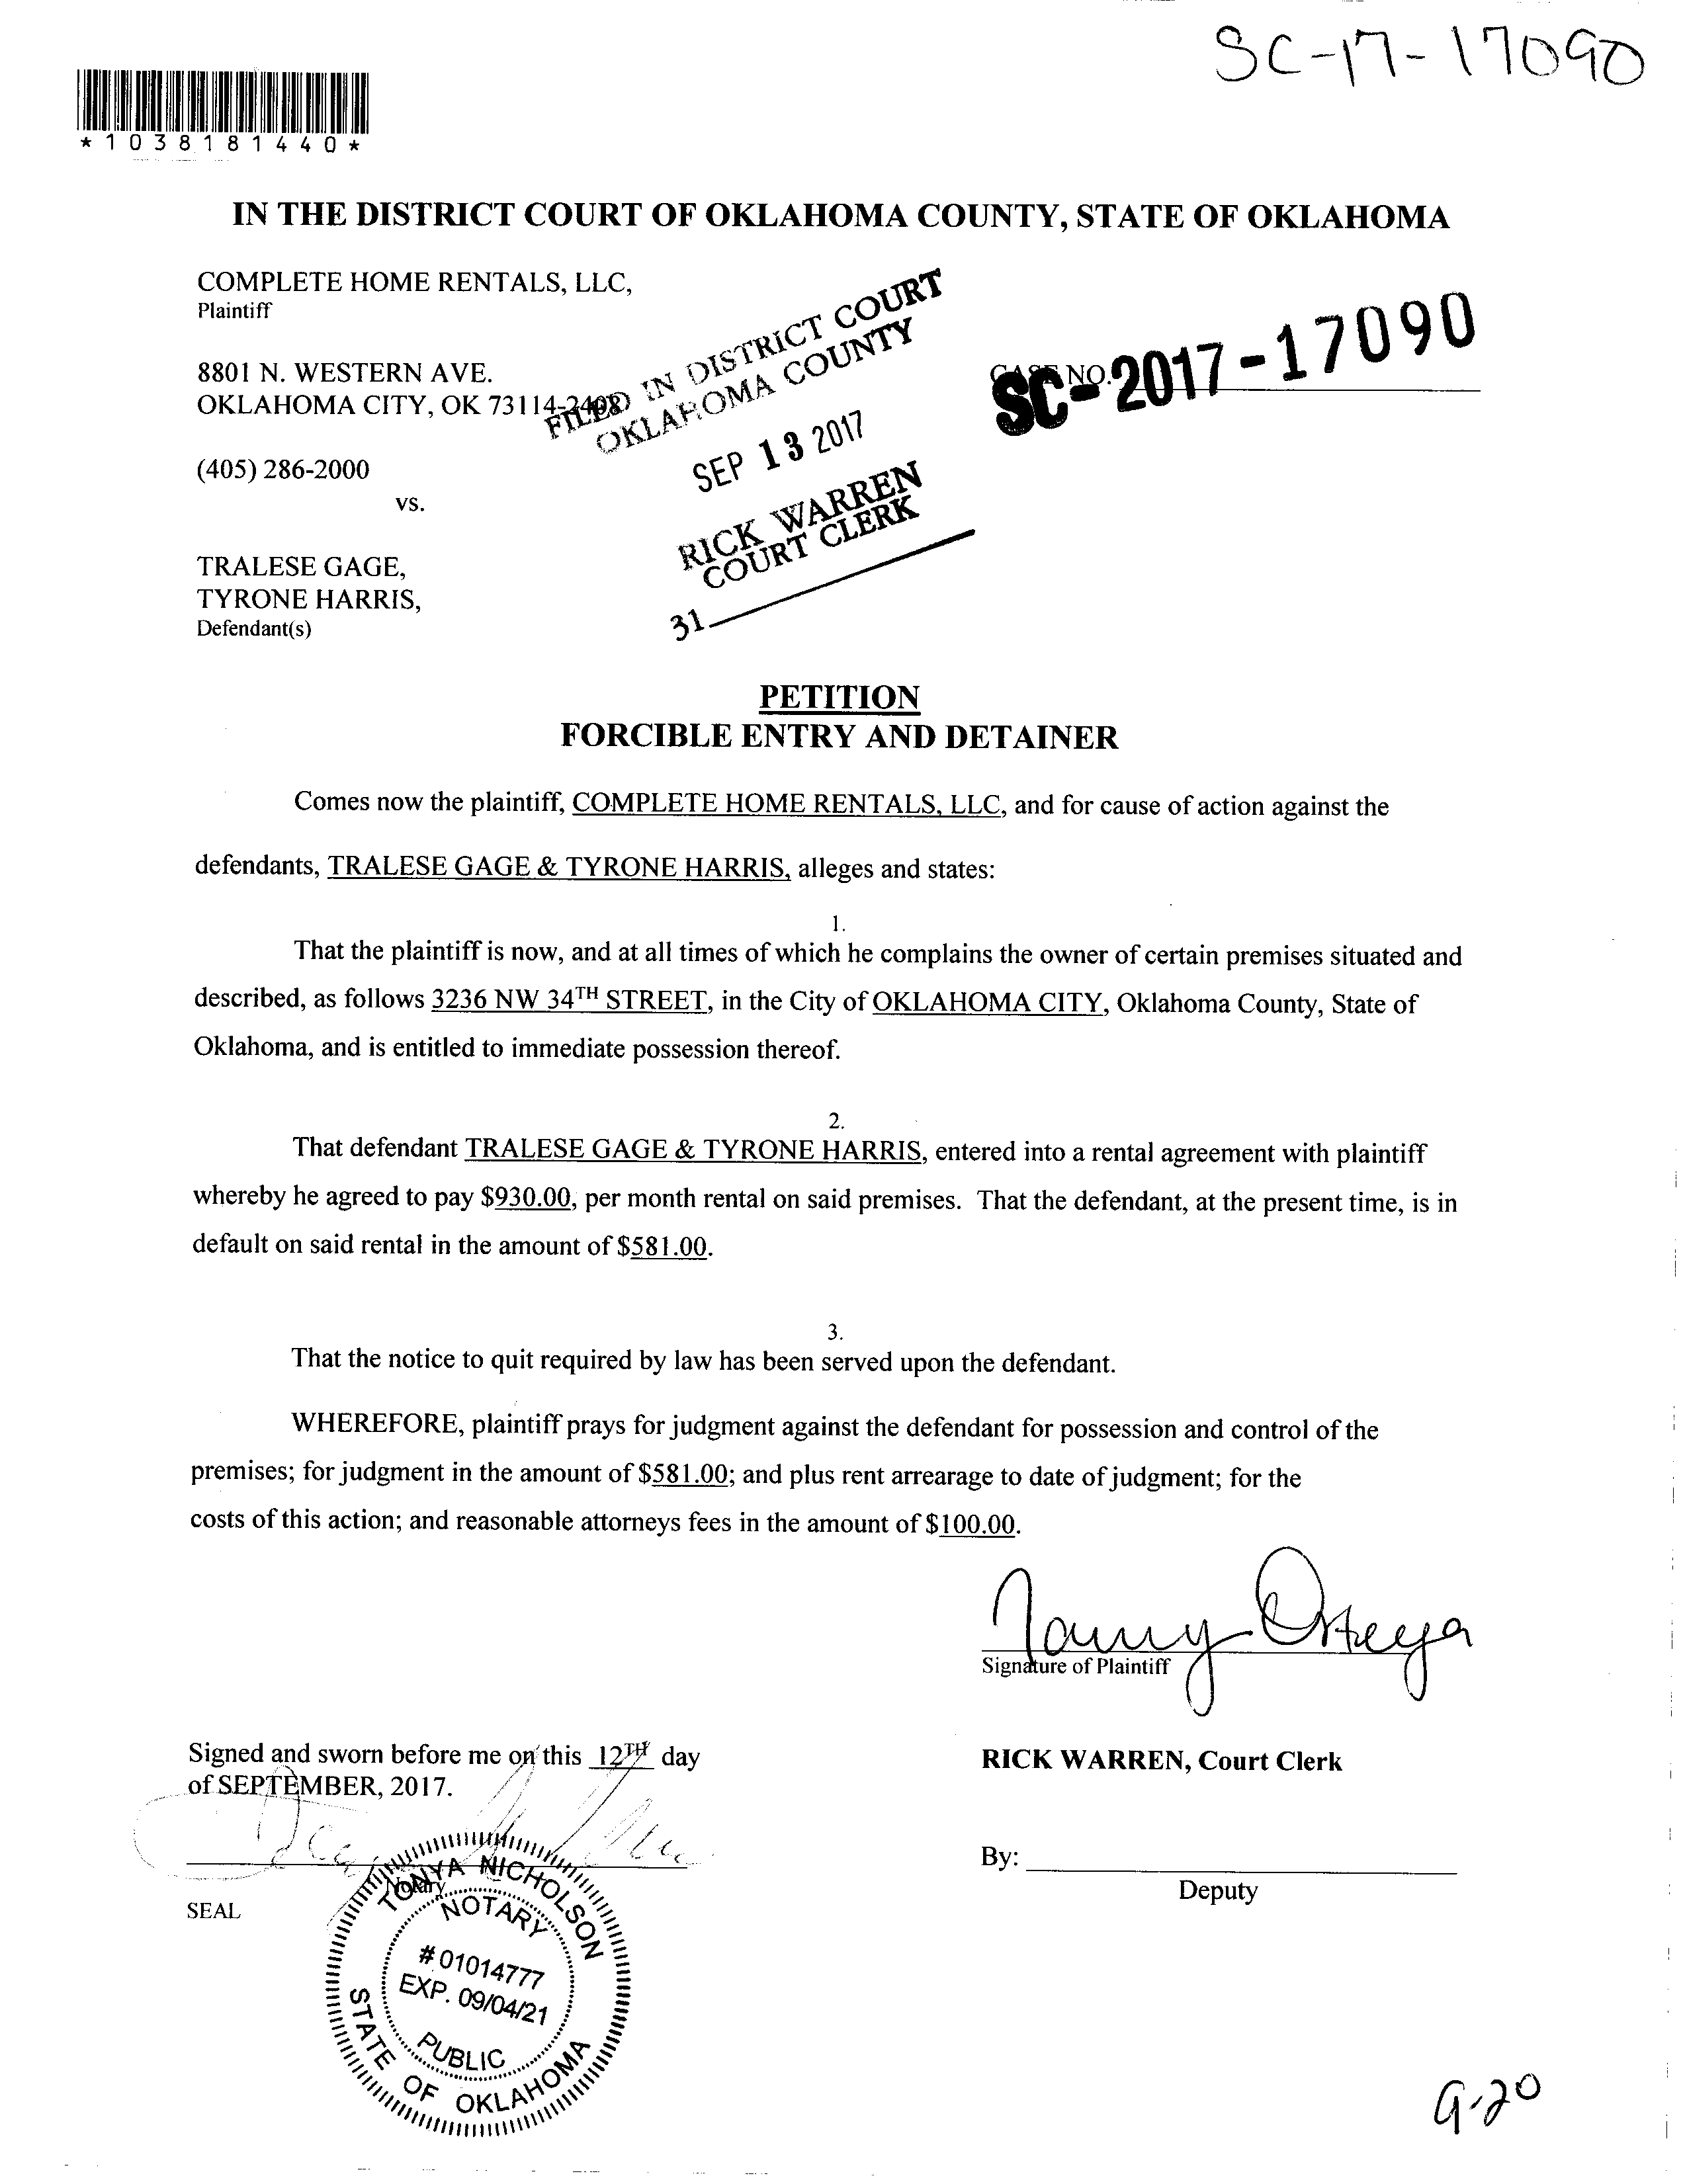 SC-17-17090
*1038181440*
IN THE DISTRICT COURT OF OKLAHOMA COUNTY, STATE OF OKLAHOMA
COMPLETE HOME RENTALS, LLC,
Plaintiff
8801 N. WESTERN AVE.
OKLAHOMA CITY, OK 73114-2408
(405) 286-2000
vs.
TRALESE GAGE,
TYRONE HARRIS,
Defendant(s)
FILED IN DISTRICT COURT
OKLAHOMA COUNTY
SEP 13 2017
RICK WARREN
COURT CLERK
31
CASE NO.
SC-2017-17090
PETITION
FORCIBLE ENTRY AND DETAINER
Comes now the plaintiff, COMPLETE HOME RENTALS, LLC, and for cause of action against the
defendants, TRALESE GAGE & TYRONE HARRIS, alleges and states:
1.
That the plaintiff is now, and at all times of which he complains the owner of certain premises situated and
described, as follows 3236 NW 34TH STREET, in the City of OKLAHOMA CITY, Oklahoma County, State of
Oklahoma, and is entitled to immediate possession thereof.
2.
That defendant TRALESE GAGE & TYRONE HARRIS, entered into a rental agreement with plaintiff
whereby he agreed to pay $930.00, per month rental on said premises. That the defendant, at the present time, is in
default on said rental in the amount of $581.00.
3.
That the notice to quit required by law has been served upon the defendant.
WHEREFORE, plaintiff prays for judgment against the defendant for possession and control of the
premises; for judgment in the amount of $581.00; and plus rent arrearage to date of judgment; for the
costs of this action; and reasonable attorneys fees in the amount of $100.00.
Ortega
Signature of Plaintiff
Signed and sworn before me on this 12TH day
of SEPTEMBER, 2017.
Notary
SEAL
TONYA NICHOLSON
NOTARY
# 01014777
EXP. 09/04/21
PUBLIC
STATE OF OKLAHOMA
RICK WARREN, Court Clerk
By:
Deputy
9-20